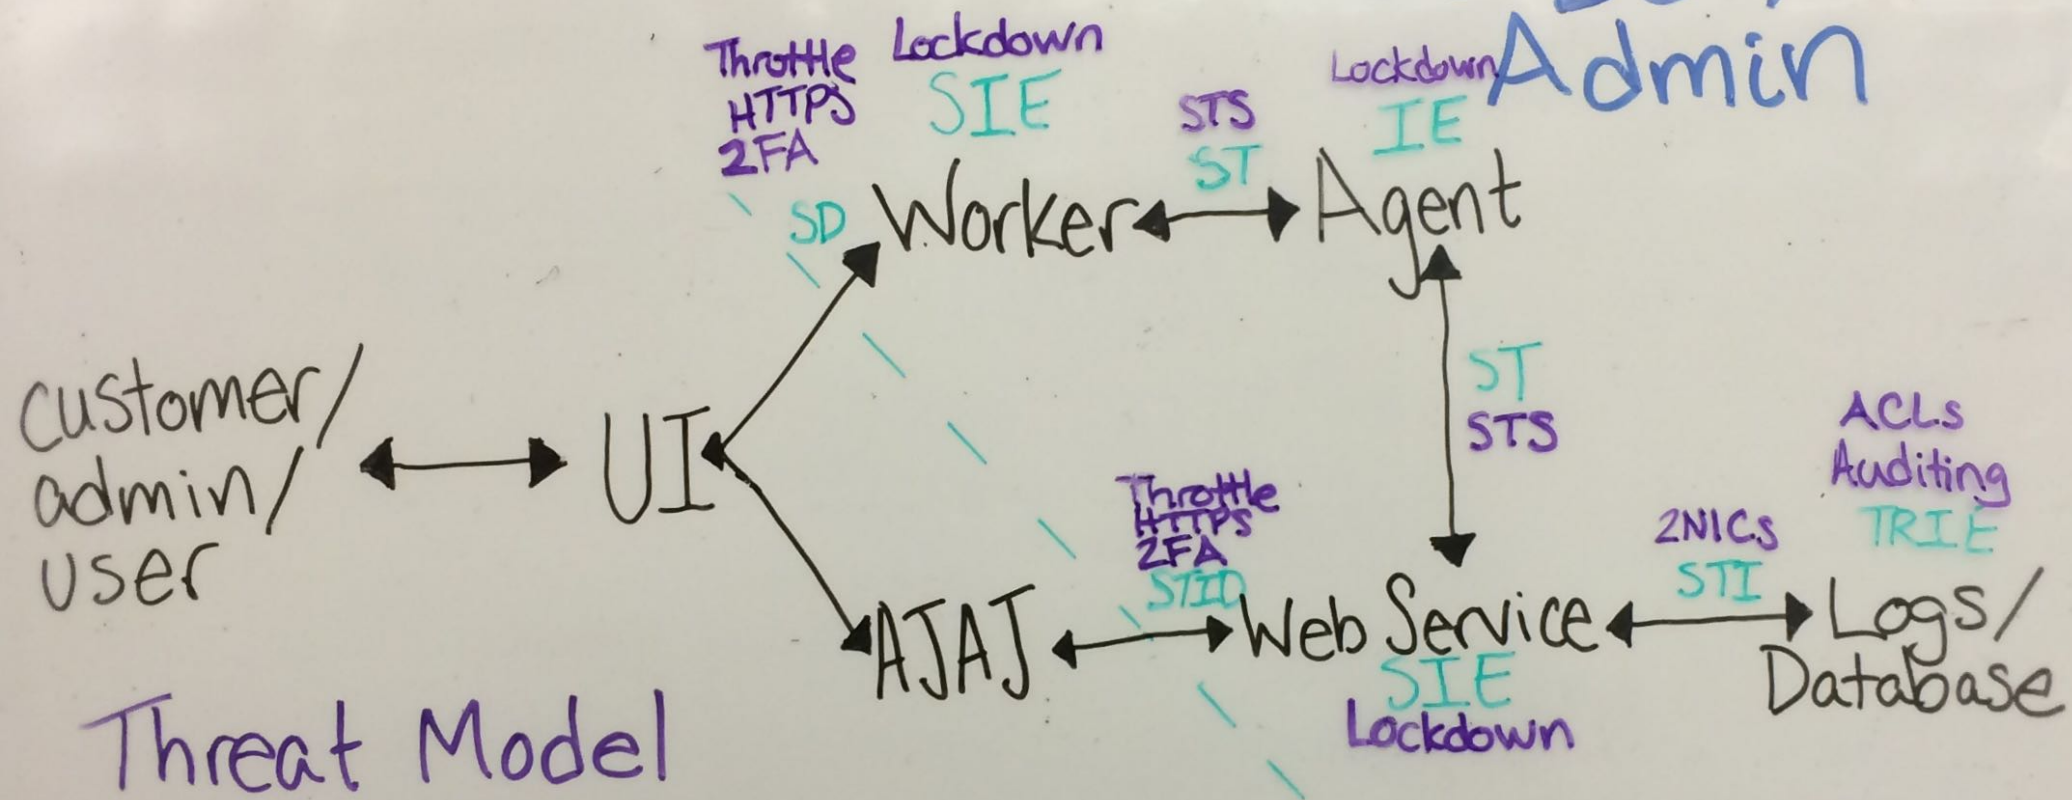 Throttle
HTTPS
2FA
Lockdown
SIE
Lockdown
Admin
IE
STS
ST
SD
Worker
Agent
customer/
admin/
user
UI
ST
STS
ACLs
Auditing
TRIE
Throttle
HTTPS
2FA
STID
2NICs
STI
AJAJ
Web Service
SIE
Lockdown
Logs/
Database
Threat Model